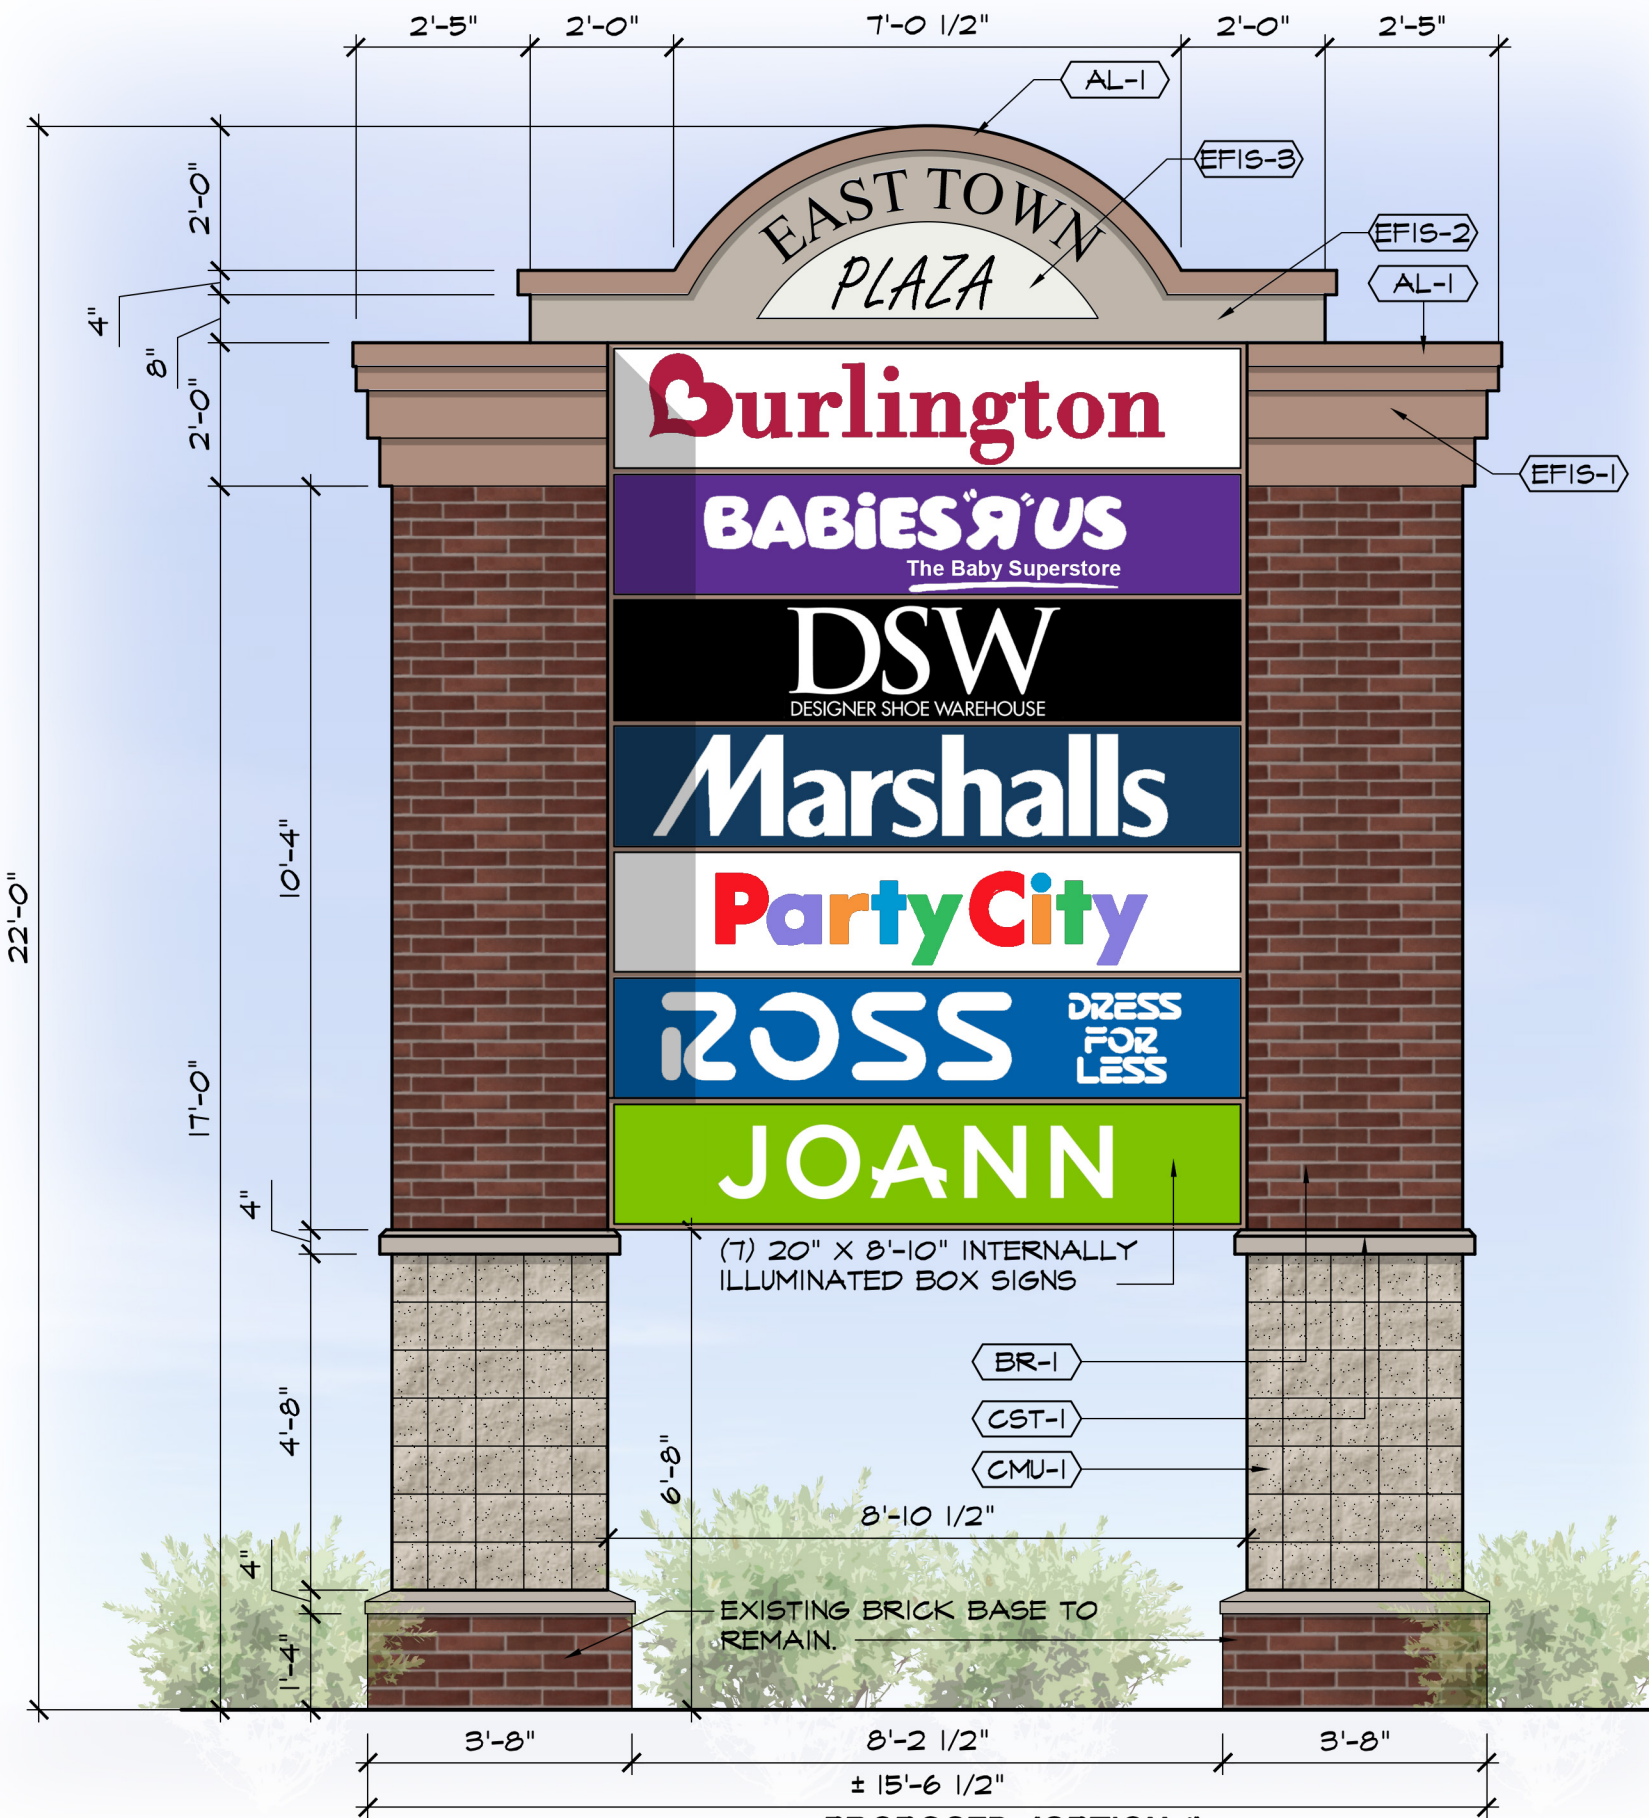 2'-5" 2'-0" 7'-0 1/2" 2'-0" 2'-5"
AL-1
EFIS-3
EFIS-2
AL-1
EFIS-1
EAST TOWN
PLAZA
Burlington
BABiES"R"US
The Baby Superstore
DSW
DESIGNER SHOE WAREHOUSE
Marshalls
Party City
ROSS
DRESS
FOR
LESS
JOANN
(7) 20" X 8'-10" INTERNALLY
ILLUMINATED BOX SIGNS
BR-1
CST-1
CMU-1
2'-0"
4"
8"
2'-0"
22'-0"
10'-4"
17'-0"
4"
4'-8"
6'-8"
8'-10 1/2"
4"
1'-4"
EXISTING BRICK BASE TO
REMAIN.
3'-8" 8'-2 1/2" 3'-8"
± 15'-6 1/2"